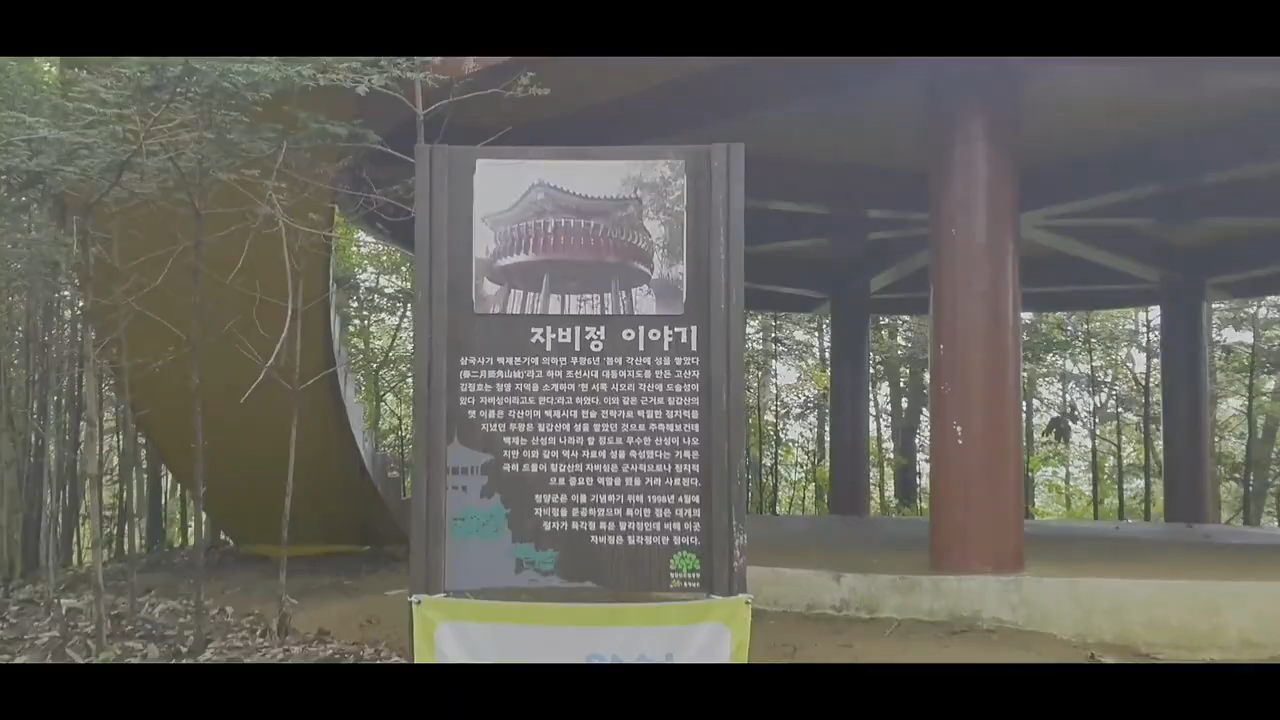 자비정 이야기
삼국사기 백제본기에 의하면 무왕6년 '봄에 각산에 성을 쌓았다
(春二月築角山城)'라고 하며 조선시대 대동여지도를 만든 고산자
김정호는 청양 지역을 소개하며 '현 서쪽 시오리 각산에 도솔성이
있다 자비성이라고도 한다.'라고 하였다. 이와 같은 근거로 칠갑산의
옛 이름은 각산이며 백제시대 전술 전략가로 탁월한 정치력을
지녔던 무왕은 칠갑산에 성을 쌓았던 것으로 추측해보건데
백제는 산성의 나라라 할 정도로 무수한 산성이 나오
지만 이와 같이 역사 자료에 성을 축성했다는 기록은
극히 드물어 칠갑산의 자비성은 군사적으로나 정치적
으로 중요한 역할을 했을 거라 사료된다.
청양군은 이를 기념하기 위해 1998년 4월에
자비정을 준공하였으며 특이한 점은 대개의
정자가 육각정 혹은 팔각정인데 비해 이곳
자비정은 칠각정이란 점이다.